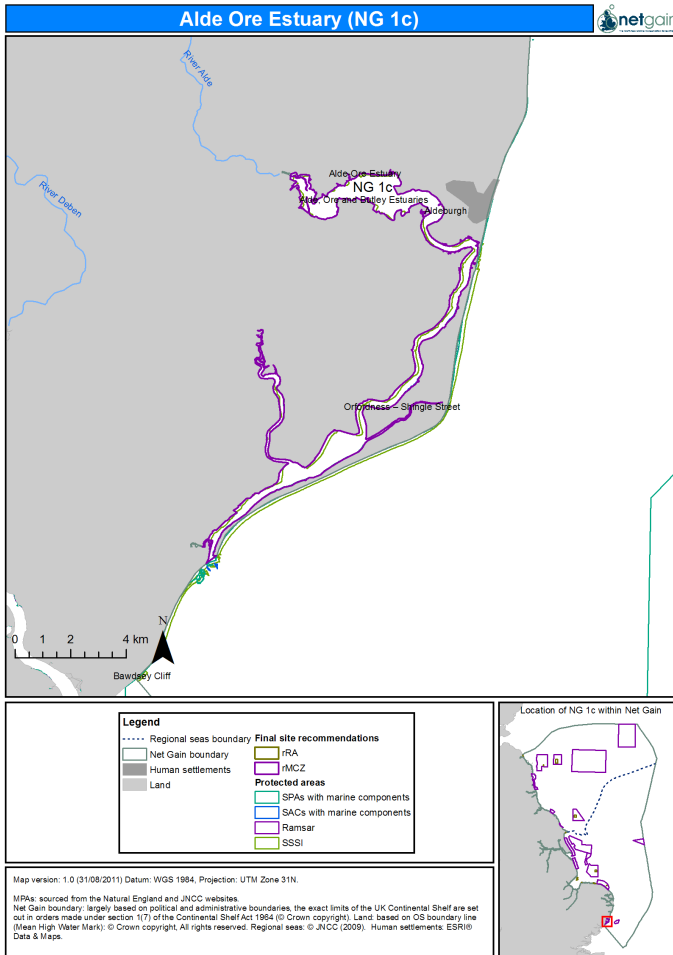 Alde Ore Estuary (NG 1c)
netgain
River Alde
River Deben
Alde Ore Estuary
NG 1c
Alde, Ore and Butley Estuaries
Aldeburgh
Orfordness – Shingle Street
N
0 1 2 4 km
Bawdsey Cliff
Legend
Regional seas boundary
Net Gain boundary
Human settlements
Land
Final site recommendations
rRA
rMCZ
Protected areas
SPAs with marine components
SACs with marine components
Ramsar
SSSI
Location of NG 1c within Net Gain
Map version: 1.0 (31/08/2011) Datum: WGS 1984, Projection: UTM Zone 31N.
MPAs: sourced from the Natural England and JNCC websites.
Net Gain boundary: largely based on political and administrative boundaries, the exact limits of the UK Continental Shelf are set
out in orders made under section 1(7) of the Continental Shelf Act 1964 (© Crown copyright). Land: based on OS boundary line
(Mean High Water Mark): © Crown copyright, All rights reserved. Regional seas: © JNCC (2009). Human settlements: ESRI®
Data & Maps.